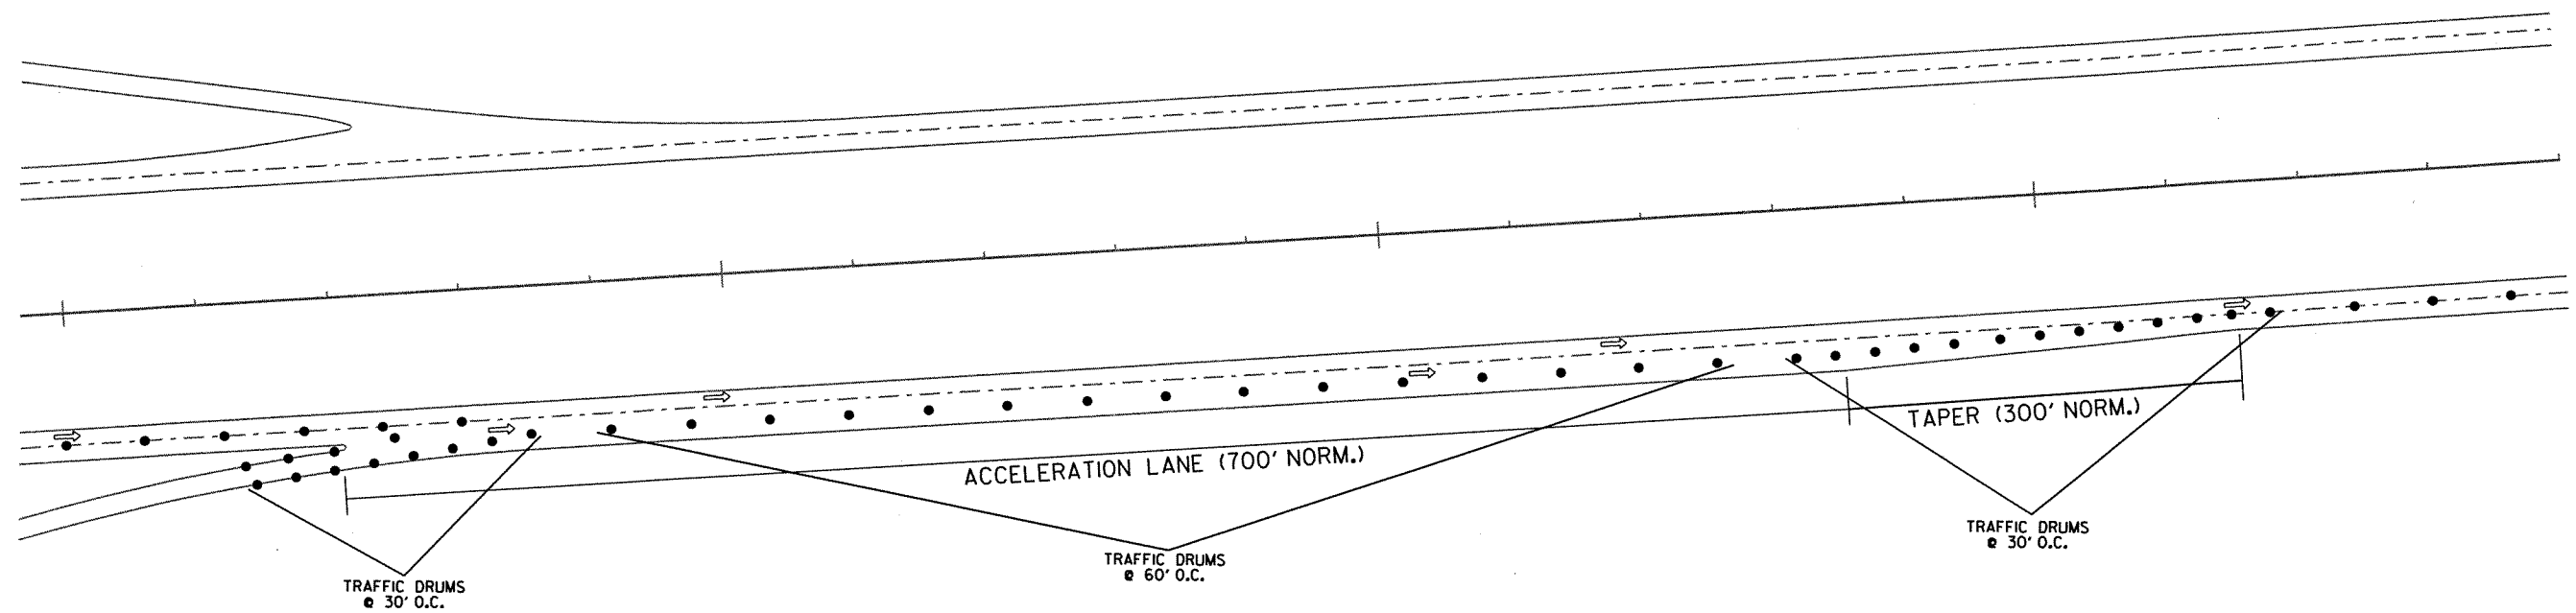 TAPER (300' NORM.)
ACCELERATION LANE (700' NORM.)
TRAFFIC DRUMS
@ 30' O.C.
TRAFFIC DRUMS
@ 60' O.C.
TRAFFIC DRUMS
@ 30' O.C.